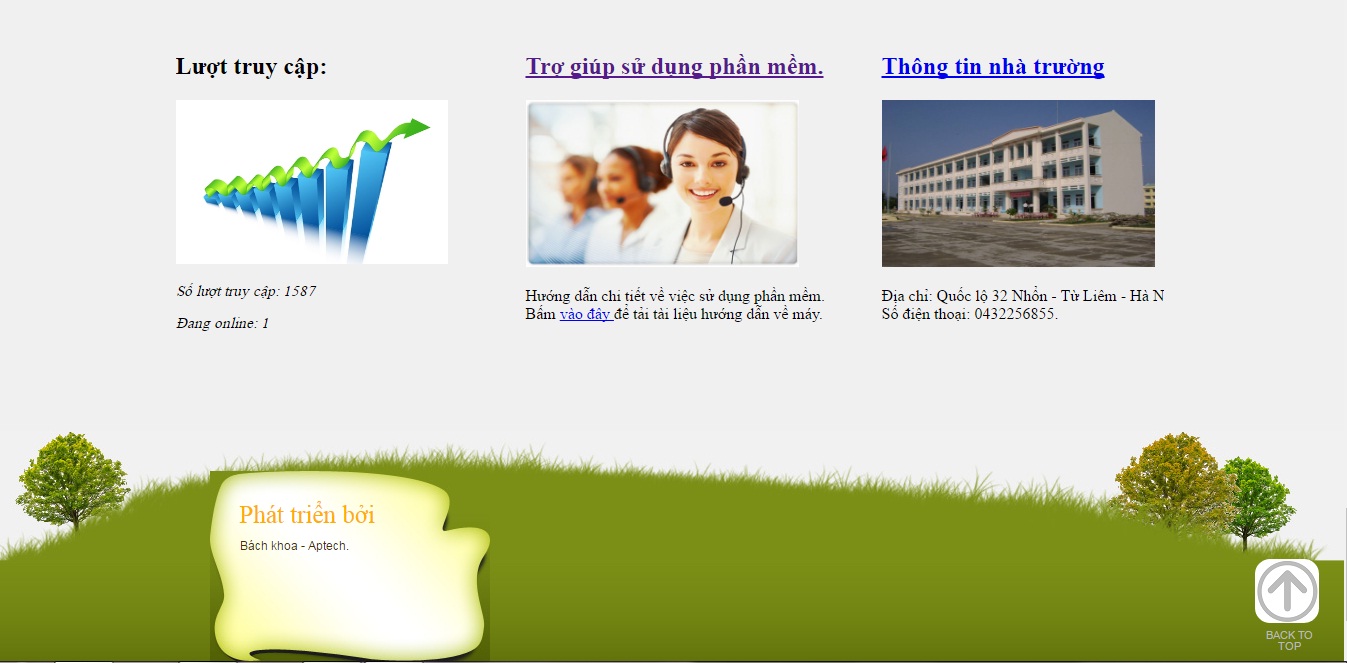 Lượt truy cập:
Số lượt truy cập: 1587
Đang online: 1
Trợ giúp sử dụng phần mềm.
Hướng dẫn chi tiết về việc sử dụng phần mềm.
Bấm vào đây để tải tài liệu hướng dẫn về máy.
Thông tin nhà trường
Địa chỉ: Quốc lộ 32 Nhổn - Từ Liêm - Hà N
Số điện thoại: 0432256855.
Phát triển bởi
Bách khoa - Aptech.
BACK TO
TOP